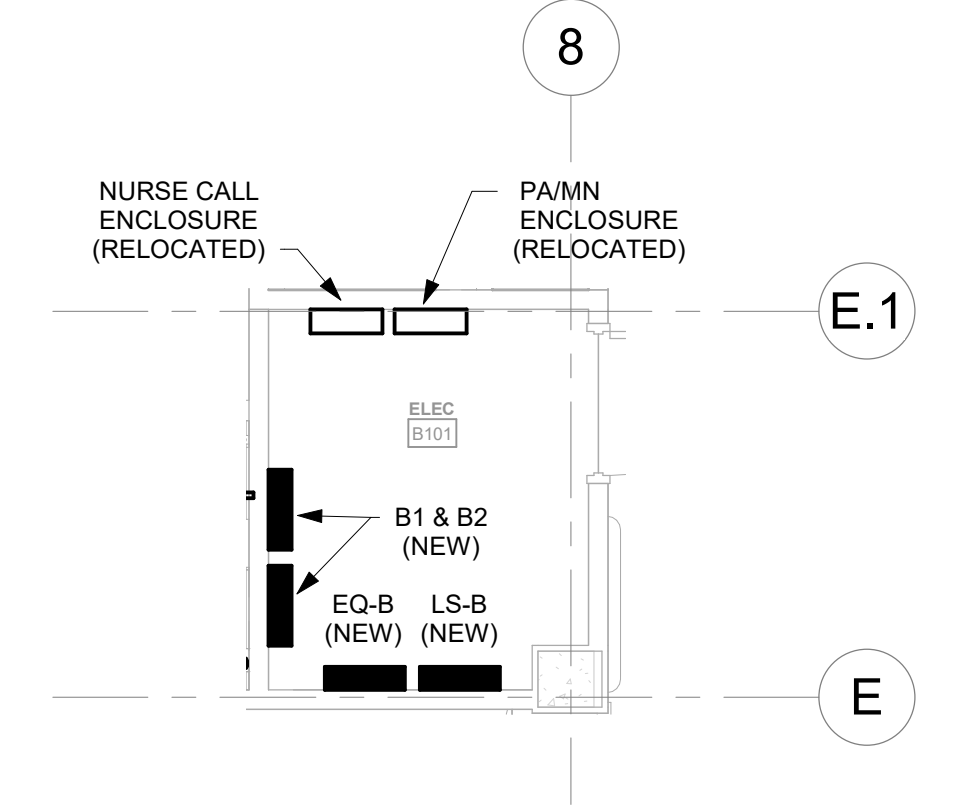 8
NURSE CALL
ENCLOSURE
(RELOCATED)
PA/MN
ENCLOSURE
(RELOCATED)
E.1
ELEC
B101
B1 & B2
(NEW)
EQ-B
(NEW)
LS-B
(NEW)
E